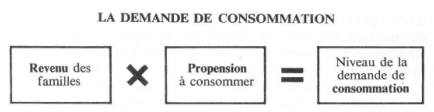 LA DEMANDE DE CONSOMMATION
Revenu des
familles
×
Propension
à consommer
=
Niveau de la
demande de
consommation